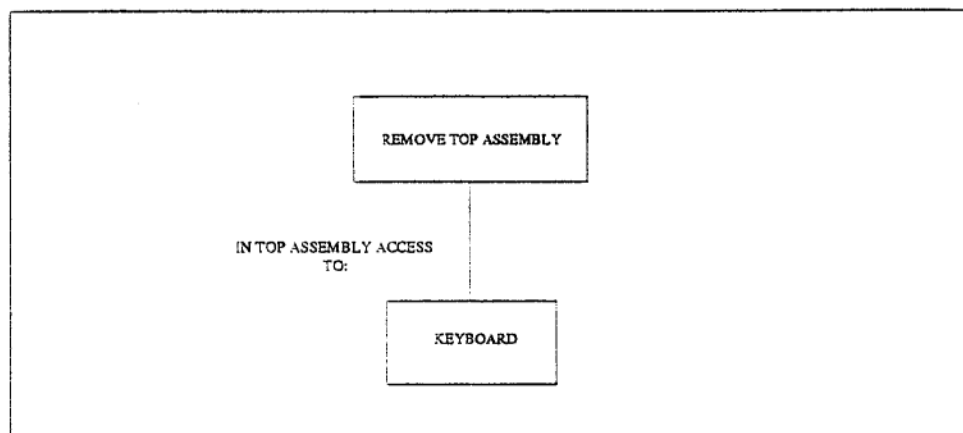 REMOVE TOP ASSEMBLY
IN TOP ASSEMBLY ACCESS
TO:
KEYBOARD